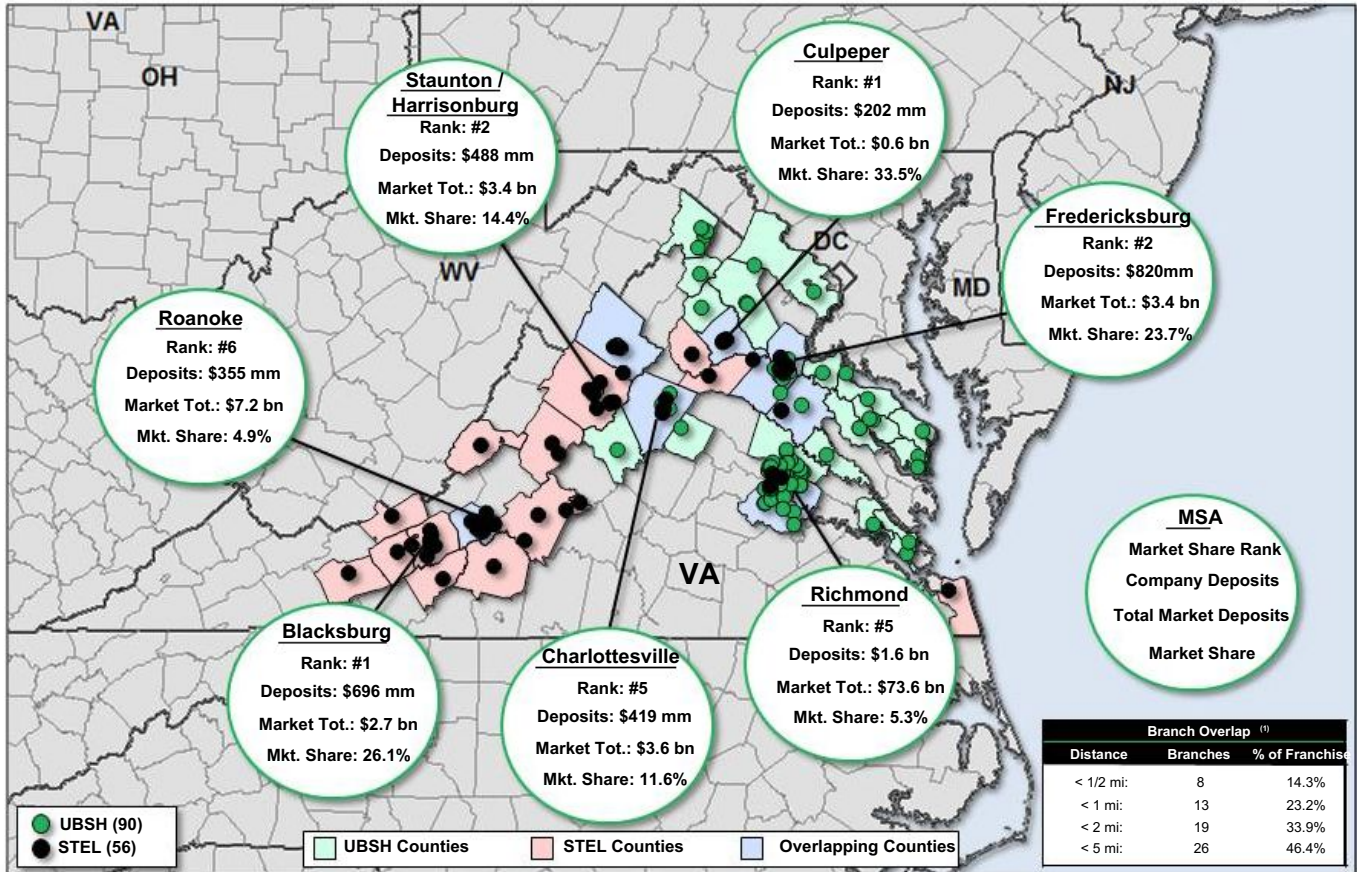 VA
OH
WV
VA
DC
MD
NJ
Staunton /
Harrisonburg
Rank: #2
Deposits: $488 mm
Market Tot.: $3.4 bn
Mkt. Share: 14.4%
Culpeper
Rank: #1
Deposits: $202 mm
Market Tot.: $0.6 bn
Mkt. Share: 33.5%
Fredericksburg
Rank: #2
Deposits: $820mm
Market Tot.: $3.4 bn
Mkt. Share: 23.7%
Roanoke
Rank: #6
Deposits: $355 mm
Market Tot.: $7.2 bn
Mkt. Share: 4.9%
Blacksburg
Rank: #1
Deposits: $696 mm
Market Tot.: $2.7 bn
Mkt. Share: 26.1%
Charlottesville
Rank: #5
Deposits: $419 mm
Market Tot.: $3.6 bn
Mkt. Share: 11.6%
Richmond
Rank: #5
Deposits: $1.6 bn
Market Tot.: $73.6 bn
Mkt. Share: 5.3%
MSA
Market Share Rank
Company Deposits
Total Market Deposits
Market Share
UBSH (90)
STEL (56)
UBSH Counties STEL Counties Overlapping Counties
Branch Overlap (1)
Distance Branches % of Franchise
< 1/2 mi: 8 14.3%
< 1 mi: 13 23.2%
< 2 mi: 19 33.9%
< 5 mi: 26 46.4%